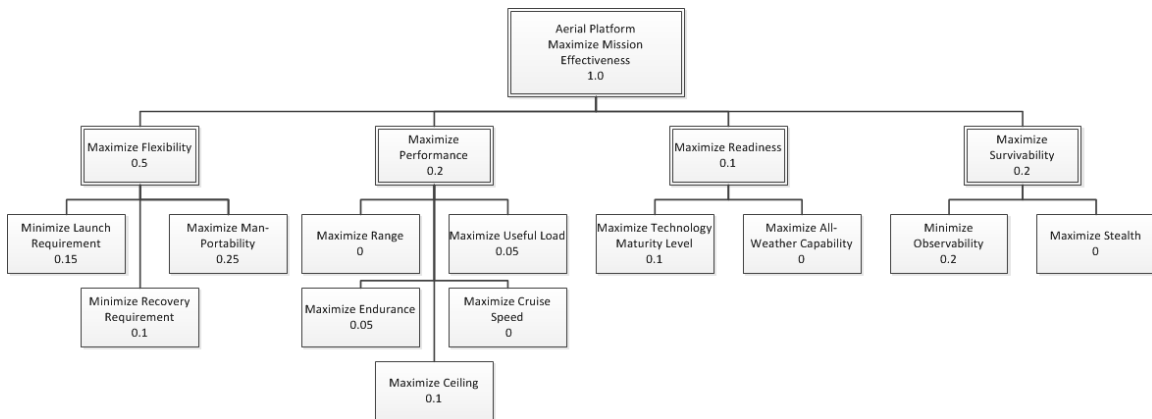 Aerial Platform
Maximize Mission
Effectiveness
1.0
Maximize Flexibility
0.5
Maximize
Performance
0.2
Maximize Readiness
0.1
Maximize
Survivability
0.2
Minimize Launch
Requirement
0.15
Maximize Man-
Portability
0.25
Maximize Range
0
Maximize Useful Load
0.05
Maximize Technology
Maturity Level
0.1
Maximize All-
Weather Capability
0
Minimize
Observability
0.2
Maximize Stealth
0
Minimize Recovery
Requirement
0.1
Maximize Endurance
0.05
Maximize Cruise
Speed
0
Maximize Ceiling
0.1